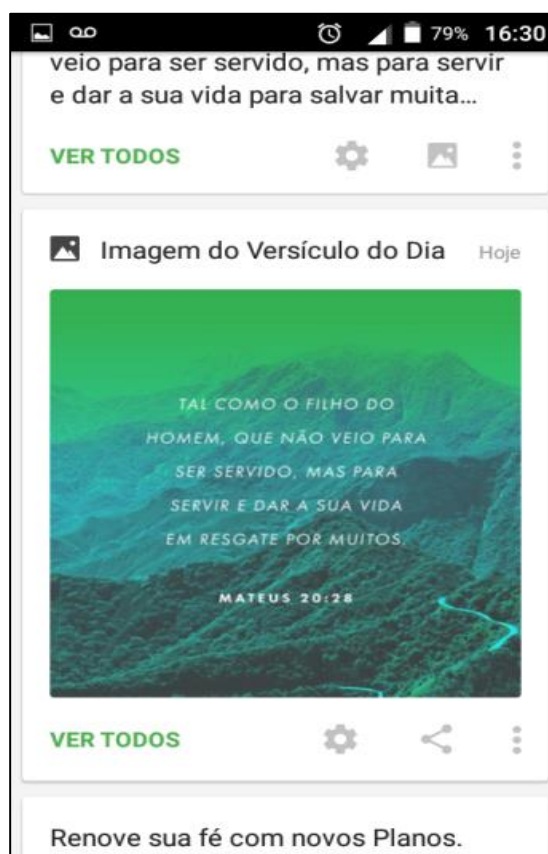 79% 16:30
veio para ser servido, mas para servir
e dar a sua vida para salvar muita...
VER TODOS
Imagem do Versículo do Dia Hoje
TAL COMO O FILHO DO
HOMEM, QUE NÃO VEIO PARA
SER SERVIDO, MAS PARA
SERVIR E DAR A SUA VIDA
EM RESGATE POR MUITOS.
MATEUS 20:28
VER TODOS
Renove sua fé com novos Planos.